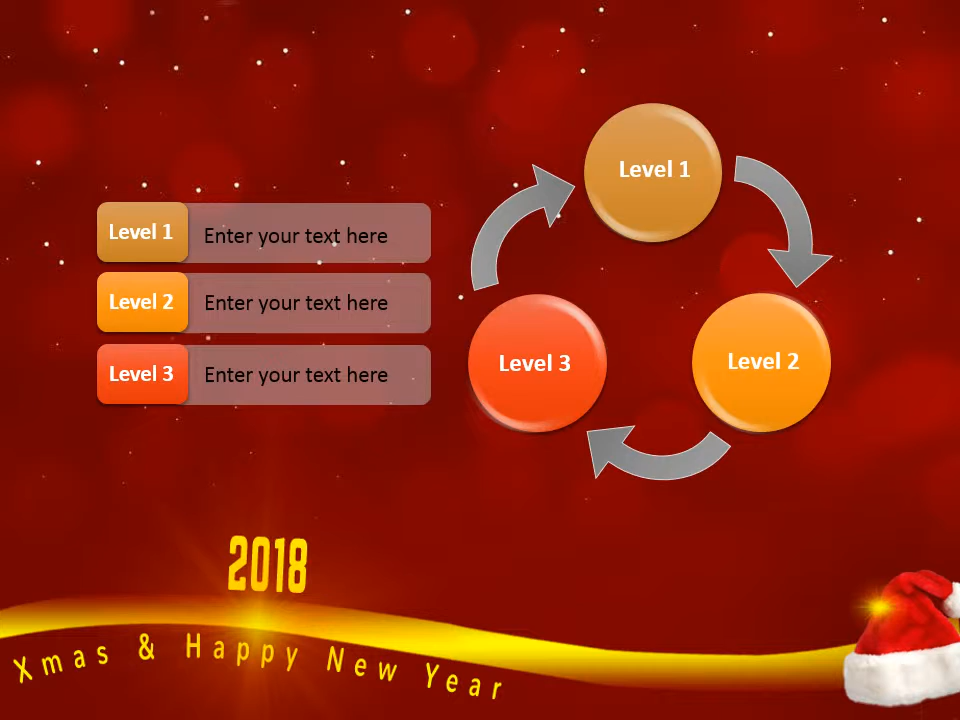 Level 1 Enter your text here
Level 2 Enter your text here
Level 3 Enter your text here
Level 1
Level 3
Level 2
2018
Xmas & Happy New Year